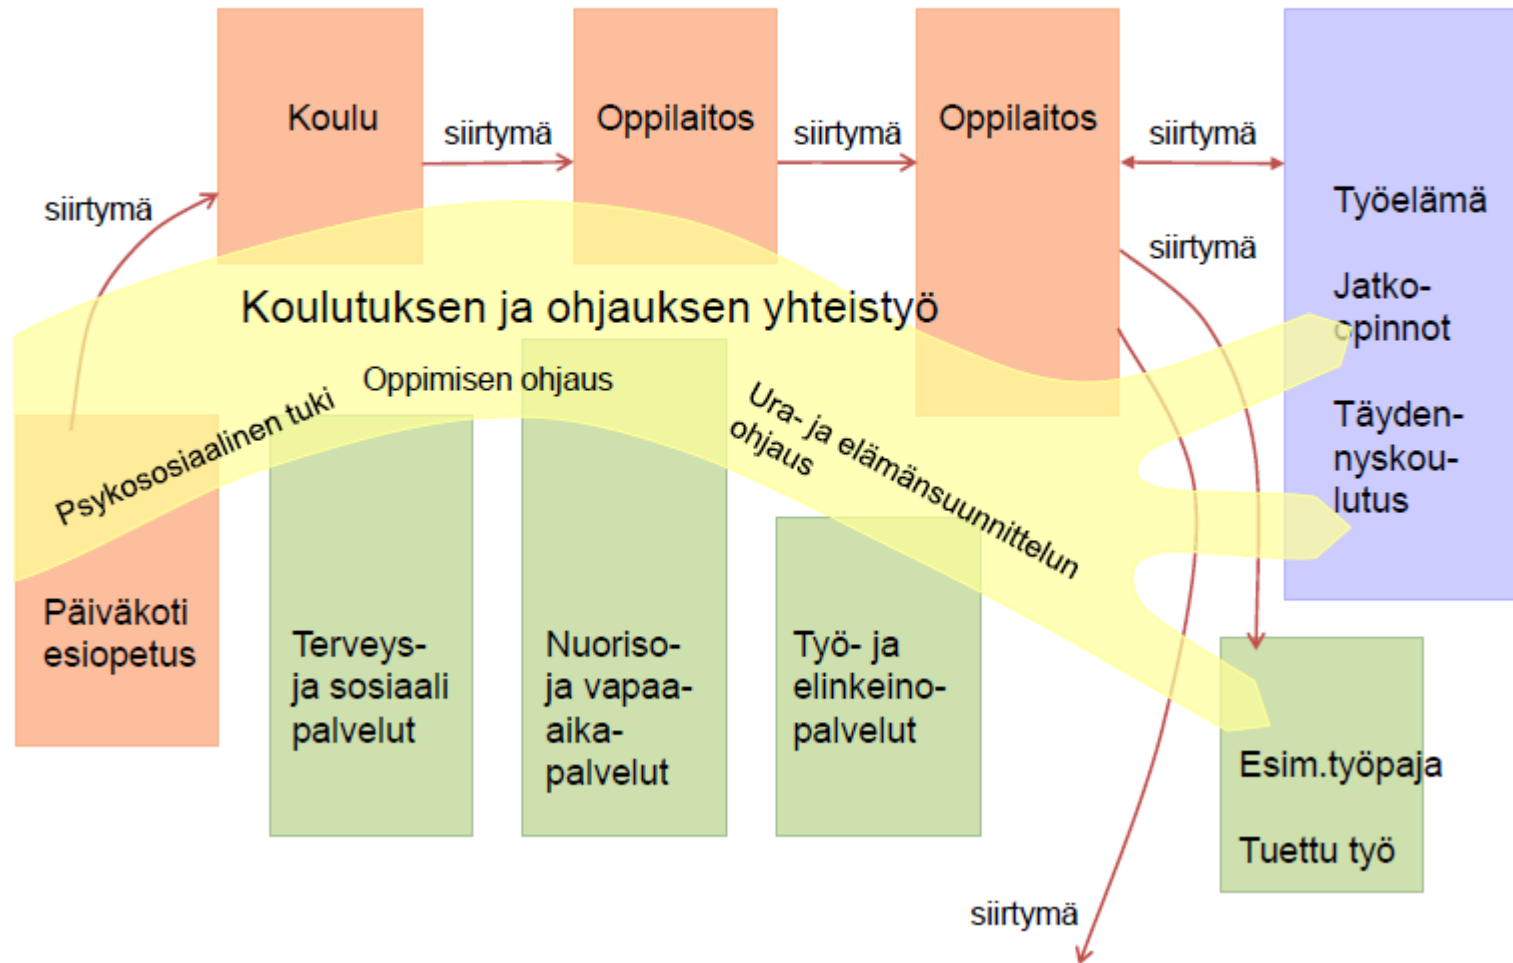 Koulu
siirtymä
Oppilaitos
siirtymä
Oppilaitos
siirtymä
siirtymä
siirtymä
Työelämä
Jatko-
opinnot
Täyden-
nyskou-
lutus
Koulutuksen ja ohjauksen yhteistyö
Psykososiaalinen tuki
Oppimisen ohjaus
Ura- ja elämänsuunnittelun
ohjaus
Päiväkoti
esiopetus
Terveys-
ja sosiaali
palvelut
Nuoriso-
ja vapaa-
aika-
palvelut
Työ- ja
elinkeino-
palvelut
Esim.työpaja
Tuettu työ
siirtymä